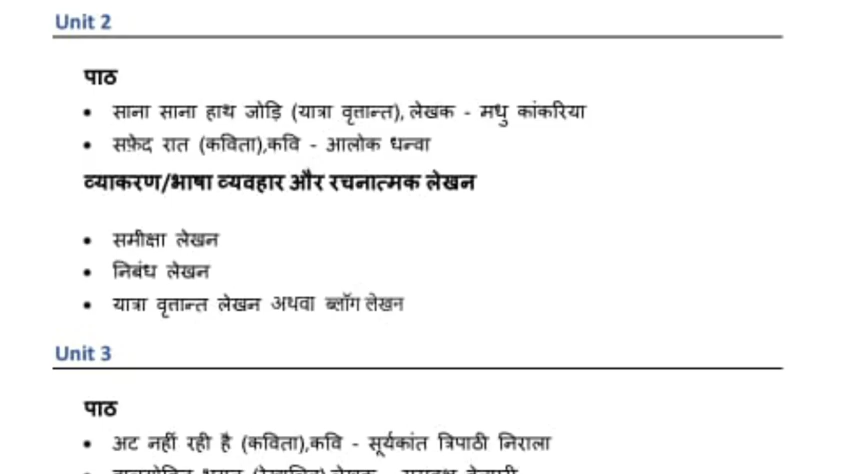 Unit 2
पाठ
• साना साना हाथ जोड़ि (यात्रा वृत्तान्त), लेखक - मधु कांकरिया
• सफ़ेद रात (कविता),कवि - आलोक धन्वा
व्याकरण/भाषा व्यवहार और रचनात्मक लेखन
• समीक्षा लेखन
• निबंध लेखन
• यात्रा वृत्तान्त लेखन अथवा ब्लॉग लेखन
Unit 3
पाठ
• अट नहीं रही है (कविता),कवि - सूर्यकांत त्रिपाठी निराला